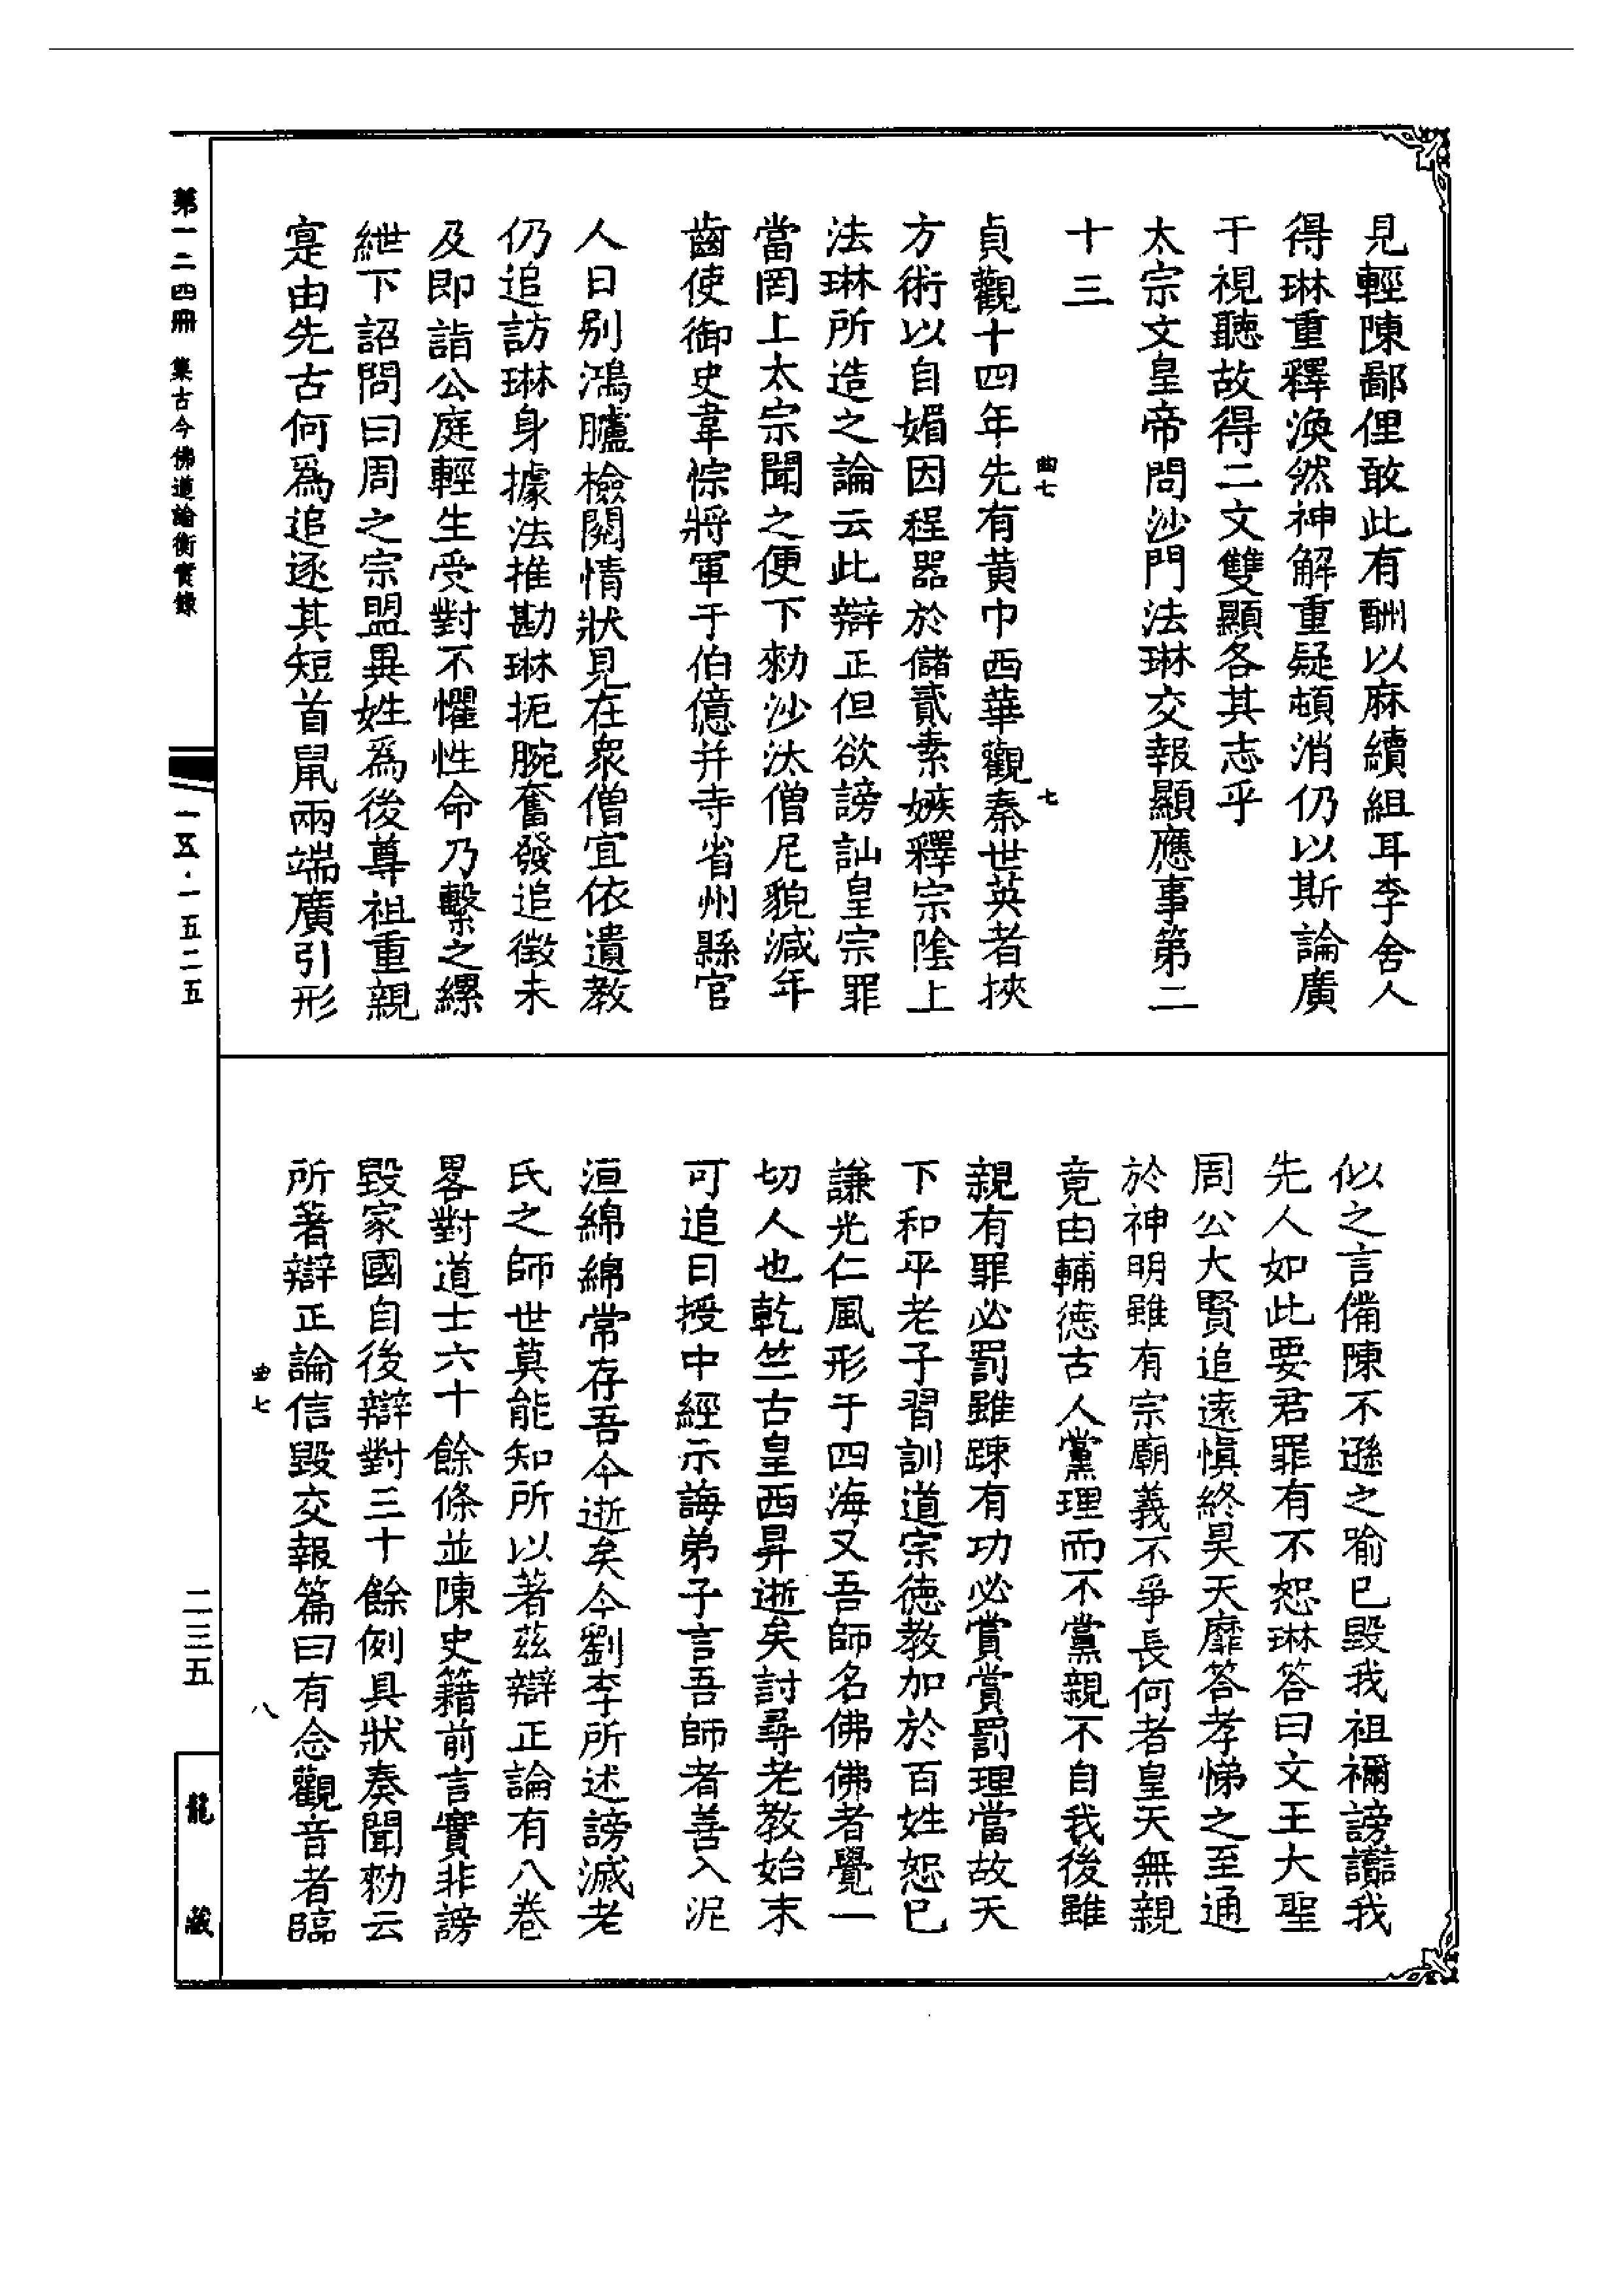 見輕陳鄙俚敢此有酬以麻續組耳李舍人
得琳重釋渙然神解重疑頓消仍以斯論廣
于視聽故得二文雙顯各其志乎
太宗文皇帝問沙門法琳交報顯應事第二
十三
曲七　七
貞觀十四年先有黃巾西華觀秦世英者挾
方術以自媚因程器於儲貳素嫉釋宗陰上
法琳所造之論云此辯正但欲謗訕皇宗罪
當罔上太宗聞之便下勑沙汰僧尼貌減年
齒使御史韋悰將軍于伯億并寺省州縣官
人日別鴻臚檢閱情狀見在衆僧宜依遺教
仍追訪琳身據法推勘琳扼腕奮發追徵未
及即詣公庭輕生受對不懼性命乃繫之縲
紲下詔問曰周之宗盟異姓爲後尊祖重親
寔由先古何爲追逐其短首鼠兩端廣引形
似之言備陳不遜之喻已毀我祖禰謗讟我
先人如此要君罪有不恕琳答曰文王大聖
周公大賢追遠慎終昊天靡答孝悌之至通
於神明雖有宗廟義不爭長何者皇天無親
竟由輔德古人黨理而不黨親不自我後雖
親有罪必罰雖踈有功必賞賞罰理當故天
下和平老子習訓道宗德教加於百姓恕已
謙光仁風形于四海又吾師名佛佛者覺一
切人也乾竺古皇西昇逝矣討尋老教始末
可追日授中經示誨弟子言吾師者善入泥
洹綿綿常存吾今逝矣今劉李所述謗滅老
氏之師世莫能知所以著茲辯正論有八卷
畧對道士六十餘條並陳史籍前言實非謗
毀家國自後辯對三十餘例具狀奏聞勑云
所著辯正論信毀交報篇曰有念觀音者臨
曲七　八
第一二四冊　集古今佛道論衡實錄
一五·一五二五
二三五
龍藏